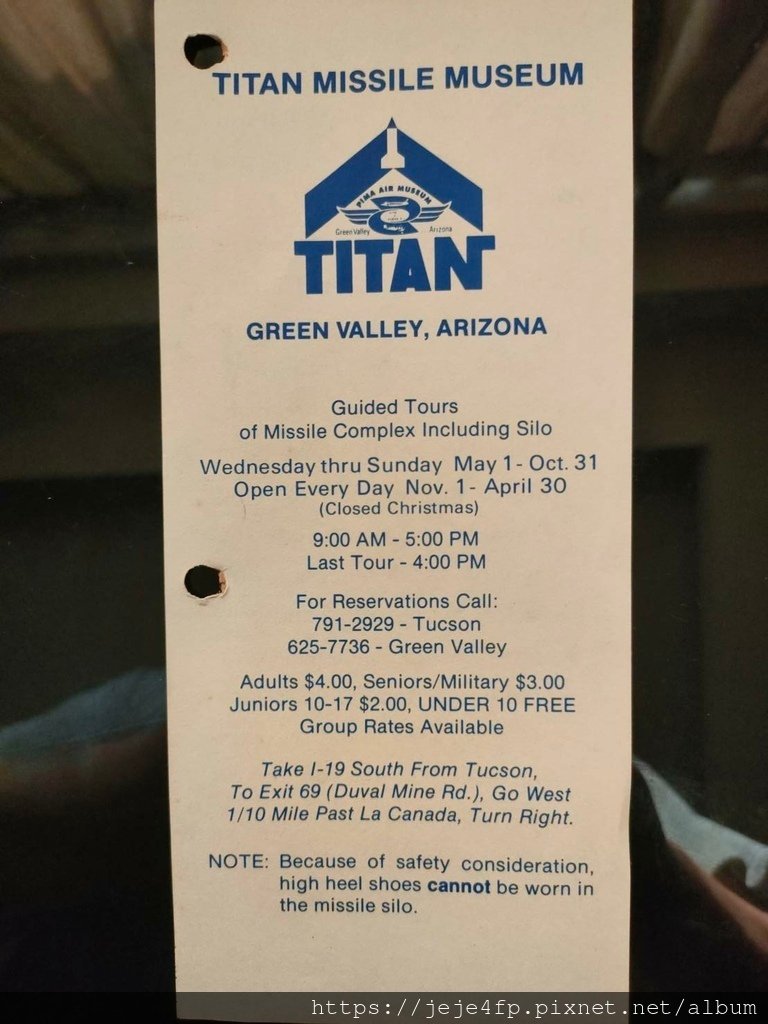 TITAN MISSILE MUSEUM
PIMA AIR MUSEUM
Green Valley Arizona
TITAN
GREEN VALLEY, ARIZONA
Guided Tours
of Missile Complex Including Silo
Wednesday thru Sunday May 1 - Oct. 31
Open Every Day Nov. 1 - April 30
(Closed Christmas)
9:00 AM - 5:00 PM
Last Tour - 4:00 PM
For Reservations Call:
791-2929 - Tucson
625-7736 - Green Valley
Adults $4.00, Seniors/Military $3.00
Juniors 10-17 $2.00, UNDER 10 FREE
Group Rates Available
Take I-19 South From Tucson,
To Exit 69 (Duval Mine Rd.), Go West
1/10 Mile Past La Canada, Turn Right.
NOTE: Because of safety consideration,
high heel shoes cannot be worn in
the missile silo.
https://jeje4fp.pixnet.net/album